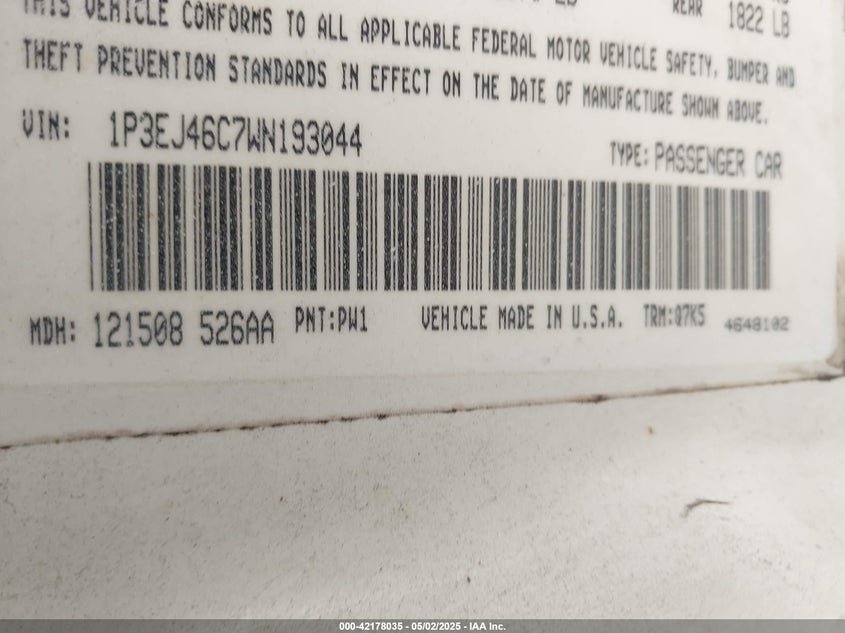 REAR
1822 LB
THIS VEHICLE CONFORMS TO ALL APPLICABLE FEDERAL MOTOR VEHICLE SAFETY, BUMPER AND
THEFT PREVENTION STANDARDS IN EFFECT ON THE DATE OF MANUFACTURE SHOWN ABOVE.
VIN: 1P3EJ46C7WN193044
TYPE: PASSENGER CAR
MDH: 121508 526AA PNT:PW1 VEHICLE MADE IN U.S.A. TRM:Q7K5 4648102
000-42178035 - 05/02/2025 - IAA Inc.